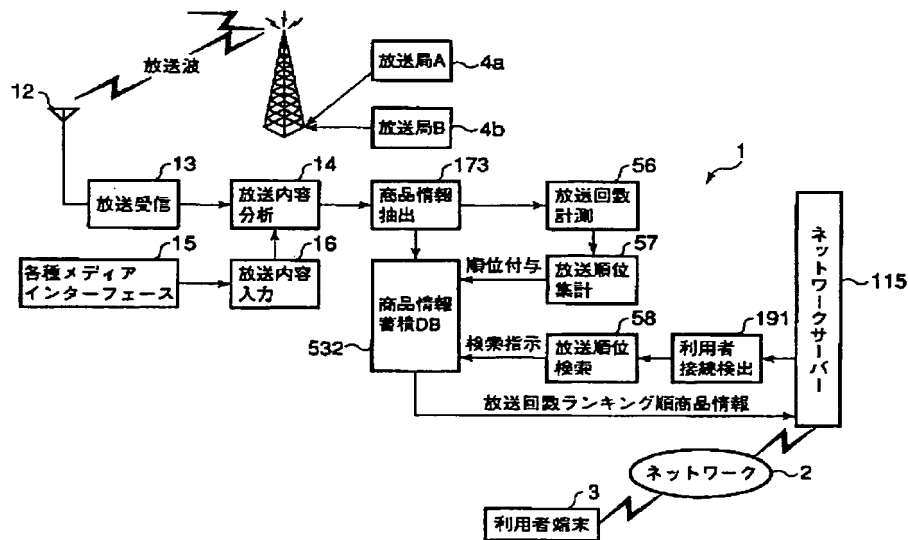 放送波
放送局A
4a
放送局B
4b
12
13
放送受信
14
放送内容
分析
173
商品情報
抽出
56
放送回数
計測
1
15
各種メディア
インターフェース
16
放送内容
入力
順位付与
57
放送順位
集計
ネットワークサーバー
115
商品情報
蓄積DB
532
検索指示
58
放送順位
検索
191
利用者
接続検出
放送回数ランキング順商品情報
ネットワーク
2
3
利用者端末